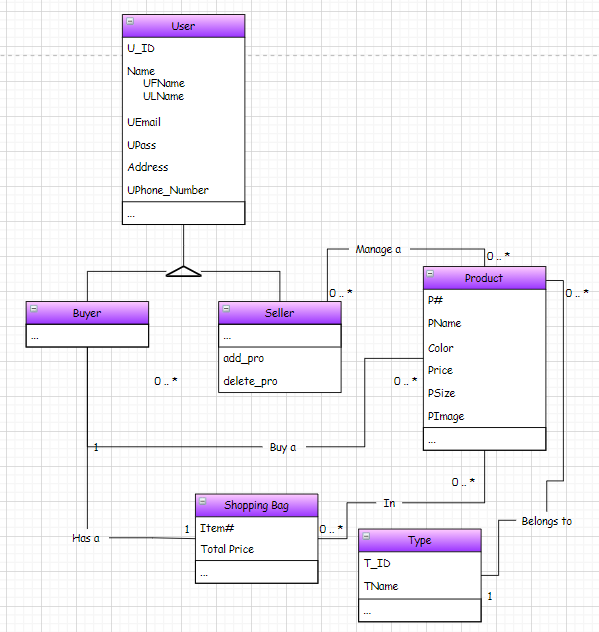 User
U_ID
Name
UFName
ULName
UEmail
UPass
Address
UPhone_Number
...
Manage a
0 .. *
0 .. *
0 .. *
Buyer
...
Seller
...
add_pro
delete_pro
Product
P#
PName
Color
Price
PSize
PImage
...
0 .. *
0 .. *
1
Buy a
0 .. *
Shopping Bag
Item#
Total Price
...
Has a
1
0 .. *
In
Belongs to
Type
T_ID
TName
...
1